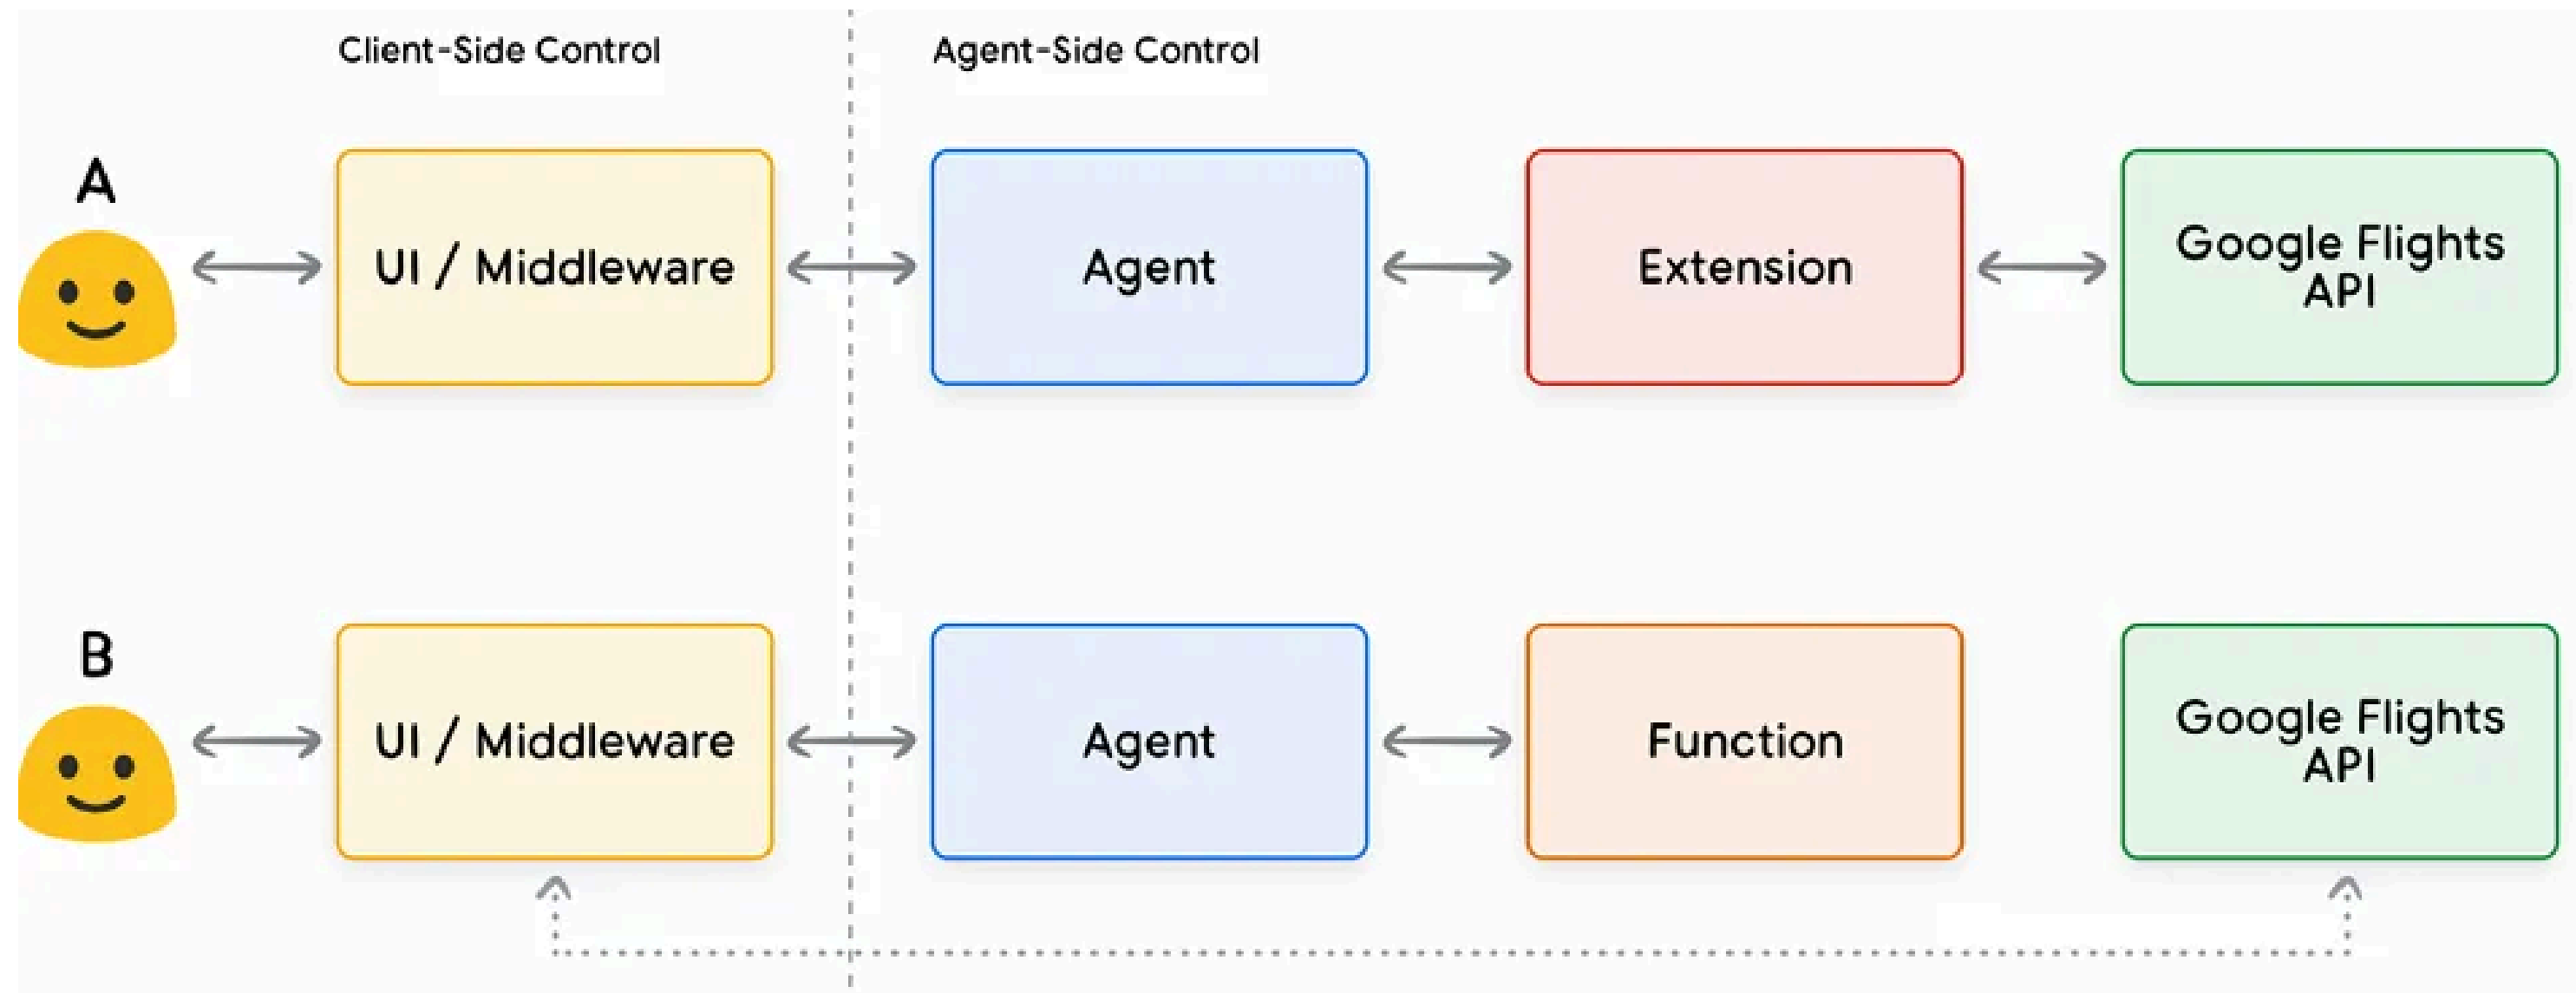 Client-Side Control
Agent-Side Control
A
UI / Middleware
Agent
Extension
Google Flights
API
B
UI / Middleware
Agent
Function
Google Flights
API